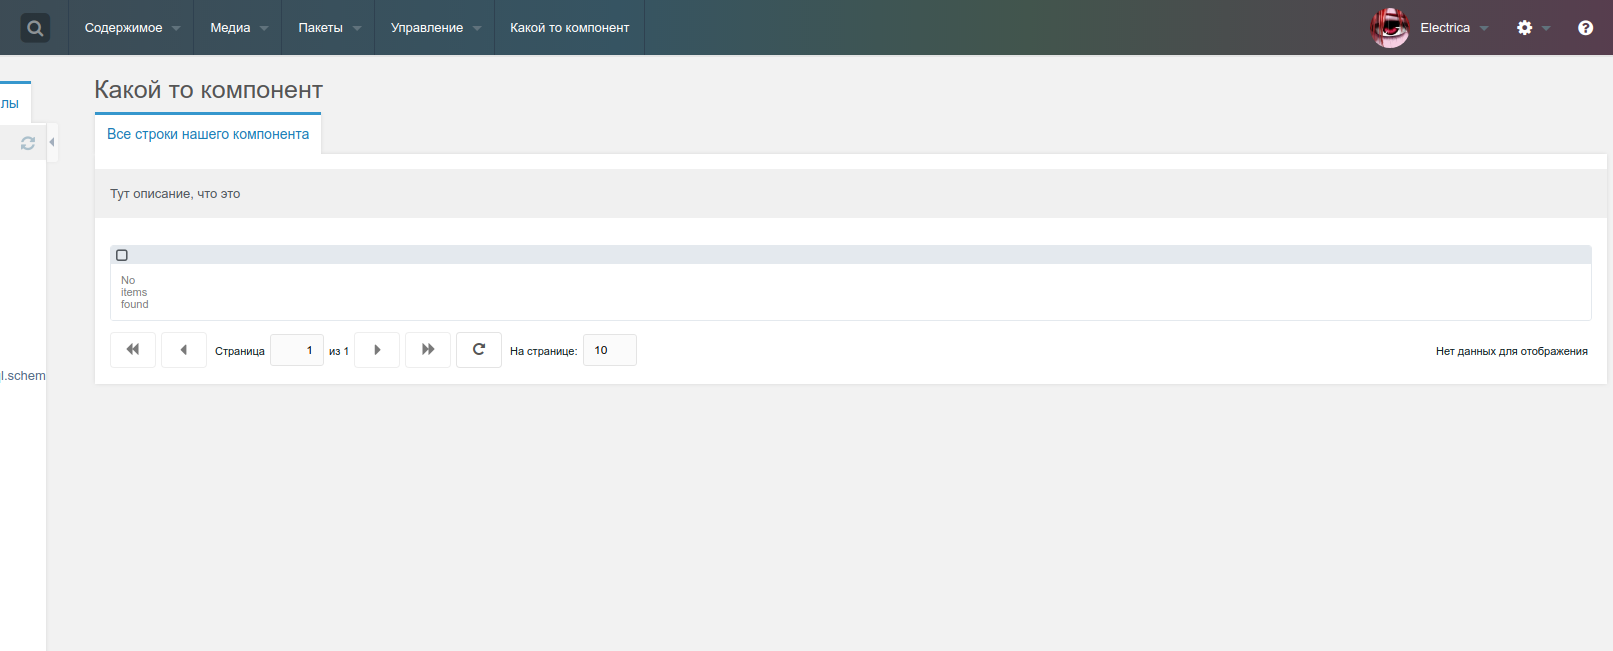 Содержимое
Медиа
Пакеты
Управление
Какой то компонент
Electrica
лы
Какой то компонент
Все строки нашего компонента
Тут описание, что это
No
items
found
Страница 1 из 1
На странице: 10
Нет данных для отображения
l.schem